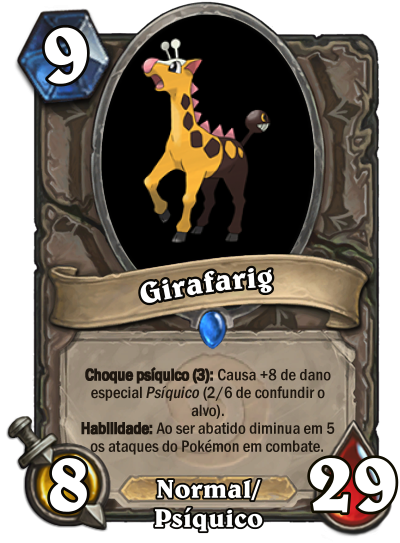 9
Girafarig
Choque psíquico (3): Causa +8 de dano
especial Psíquico (2/6 de confundir o
alvo).
Habilidade: Ao ser abatido diminua em 5
os ataques do Pokémon em combate.
8
Normal/
Psíquico
29